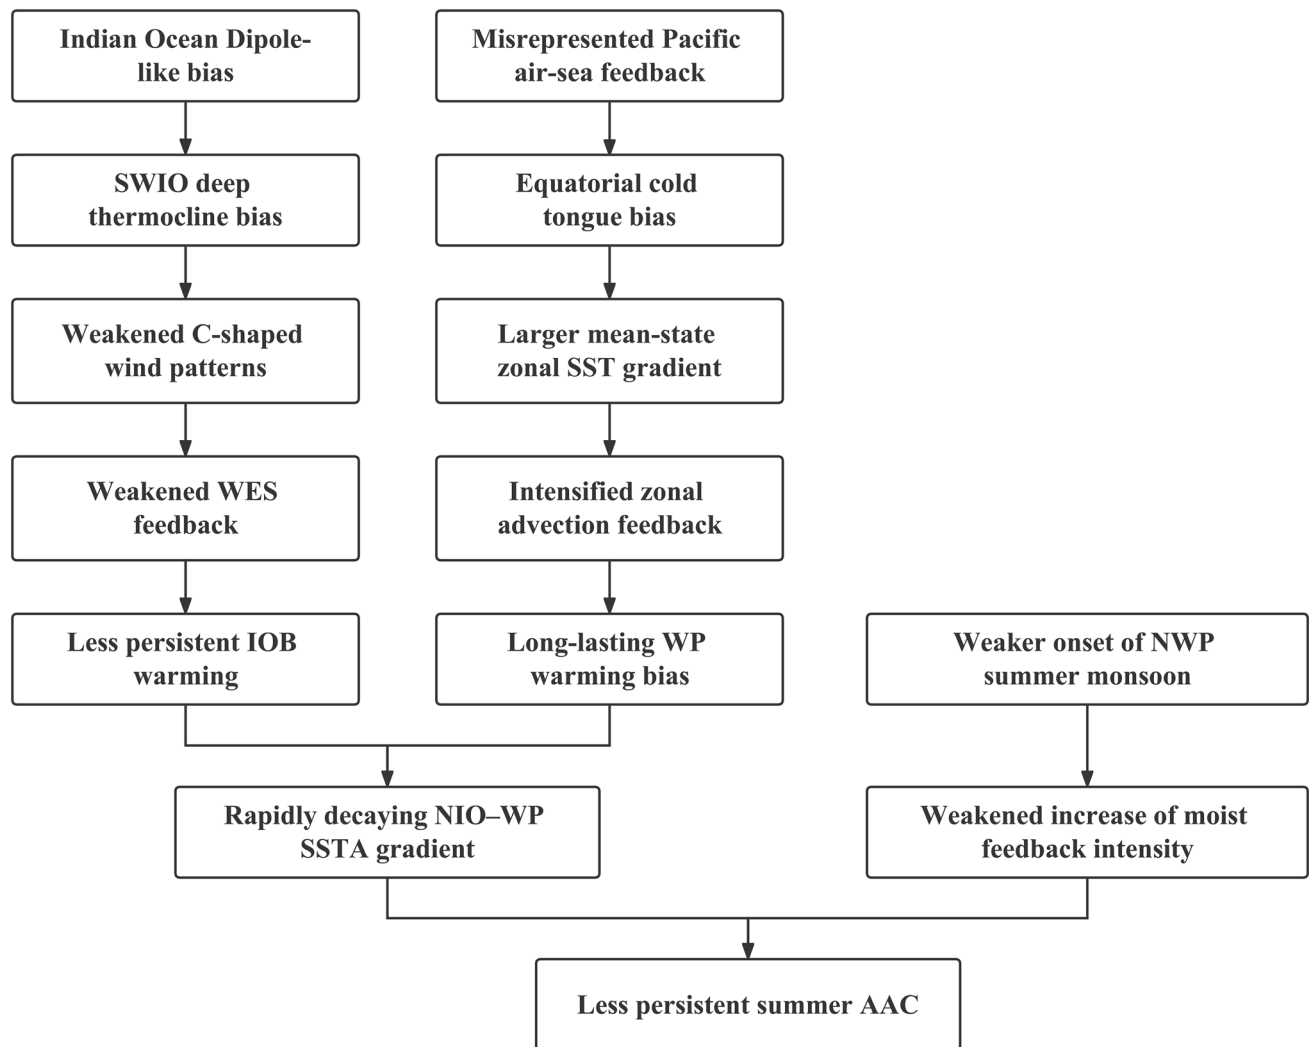 Indian Ocean Dipole-
like bias
Misrepresented Pacific
air-sea feedback
SWIO deep
thermocline bias
Equatorial cold
tongue bias
Weakened C-shaped
wind patterns
Larger mean-state
zonal SST gradient
Weakened WES
feedback
Intensified zonal
advection feedback
Less persistent IOB
warming
Long-lasting WP
warming bias
Weaker onset of NWP
summer monsoon
Rapidly decaying NIO–WP
SSTA gradient
Weakened increase of moist
feedback intensity
Less persistent summer AAC